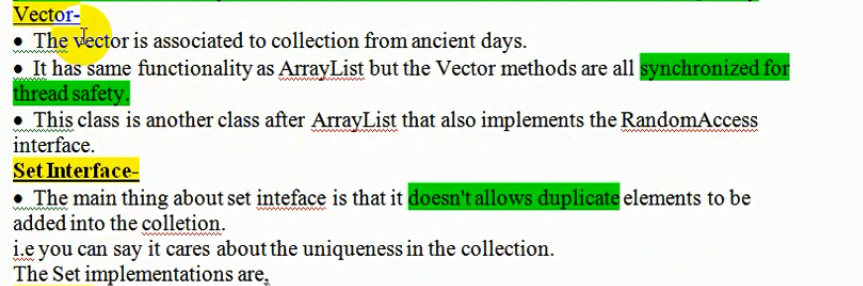 Vector-
• The vector is associated to collection from ancient days.
• It has same functionality as ArrayList but the Vector methods are all synchronized for
thread safety.
• This class is another class after ArrayList that also implements the RandomAccess
interface.
Set Interface-
• The main thing about set inteface is that it doesn't allows duplicate elements to be
added into the colletion.
i.e you can say it cares about the uniqueness in the collection.
The Set implementations are,